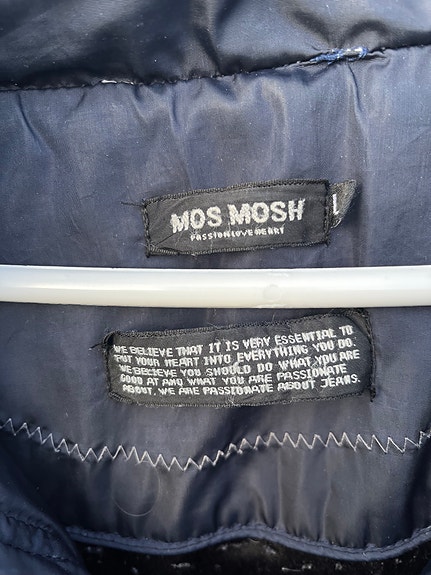 MOS MOSH
PASSION LOVE HEART
L
WE BELIEVE THAT IT IS VERY ESSENTIAL TO
PUT YOUR HEART INTO EVERYTHING YOU DO.
WE BELIEVE YOU SHOULD DO WHAT YOU ARE
GOOD AT AND WHAT YOU ARE PASSIONATE
ABOUT. WE ARE PASSIONATE ABOUT JEANS.